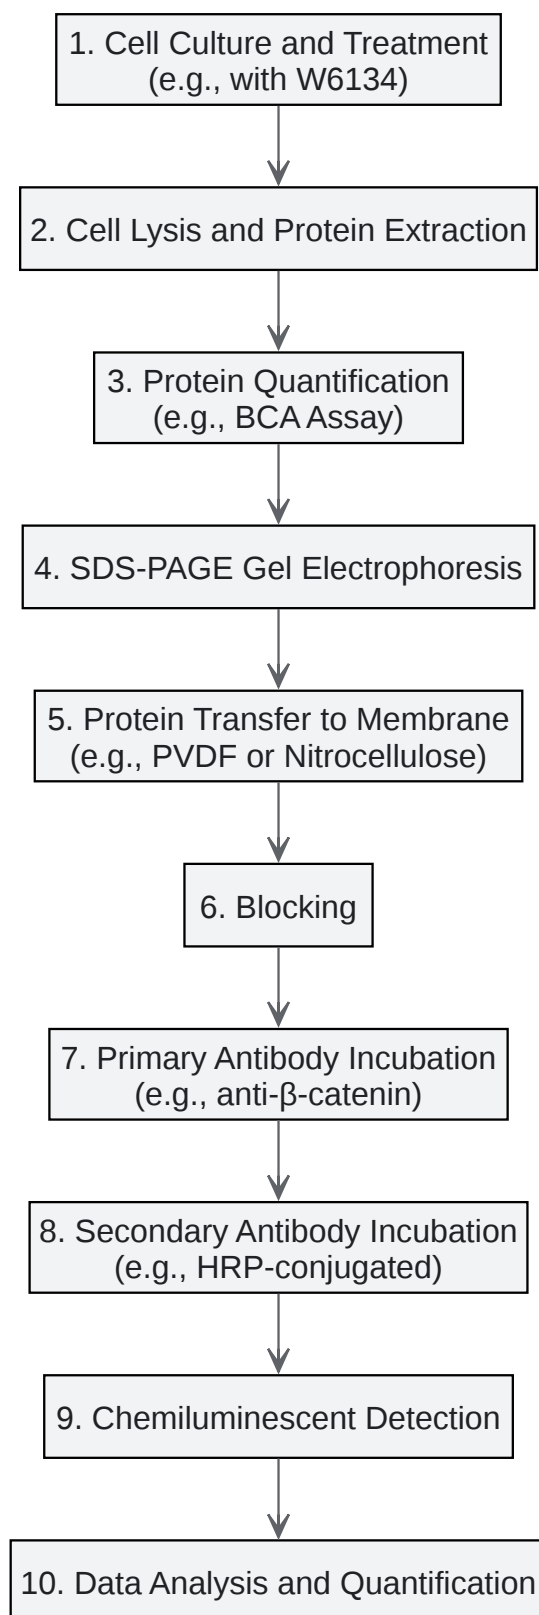 1. Cell Culture and Treatment
(e.g., with W6134)
2. Cell Lysis and Protein Extraction
3. Protein Quantification
(e.g., BCA Assay)
4. SDS-PAGE Gel Electrophoresis
5. Protein Transfer to Membrane
(e.g., PVDF or Nitrocellulose)
6. Blocking
7. Primary Antibody Incubation
(e.g., anti-β-catenin)
8. Secondary Antibody Incubation
(e.g., HRP-conjugated)
9. Chemiluminescent Detection
10. Data Analysis and Quantification